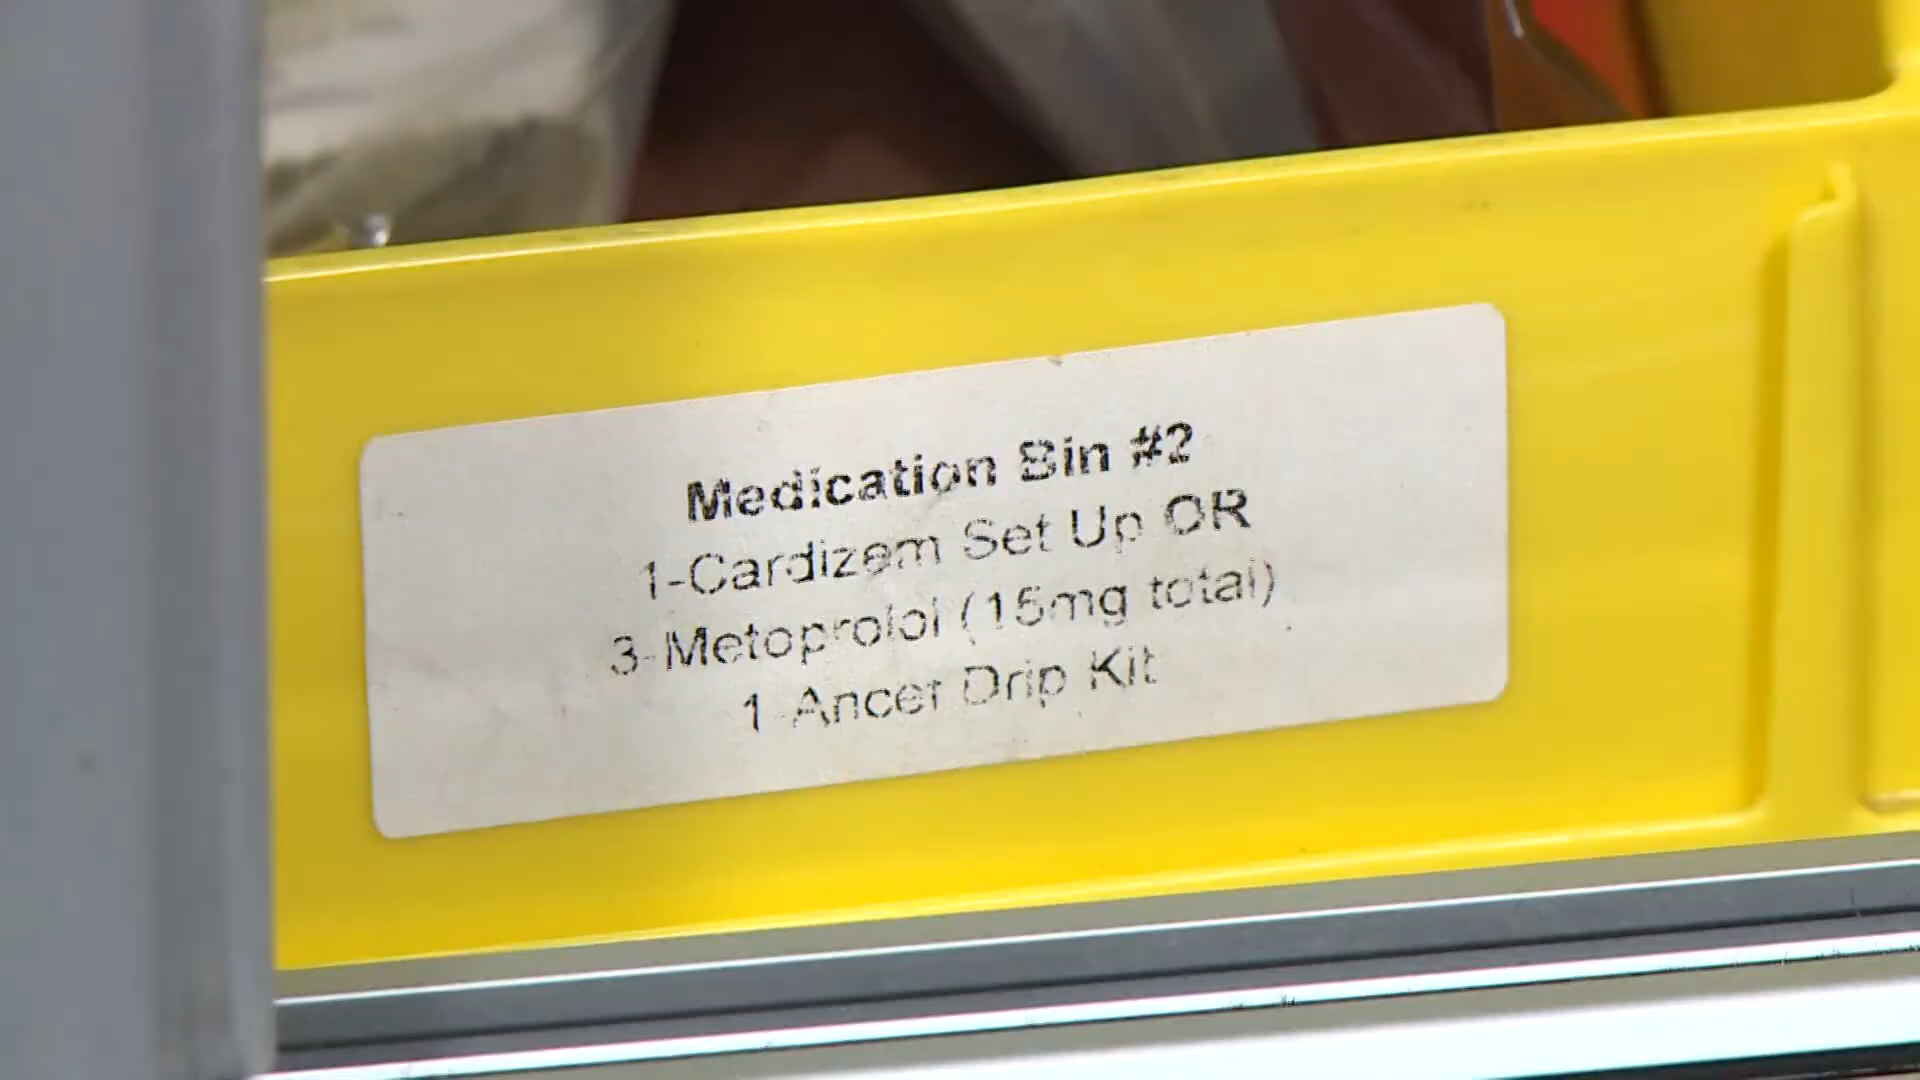 Medication Bin #2
1-Cardizem Set Up OR
3-Metoprolol (15mg total)
1-Ancef Drip Kit